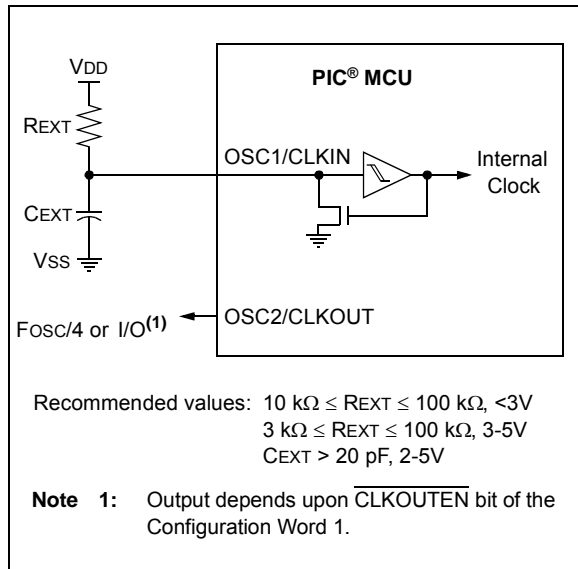 VDD
PIC® MCU
REXT
OSC1/CLKIN
Internal
Clock
CEXT
VSS
OSC2/CLKOUT
FOSC/4 or I/O(1)
Recommended values: 10 kΩ ≤ REXT ≤ 100 kΩ, <3V
3 kΩ ≤ REXT ≤ 100 kΩ, 3-5V
CEXT > 20 pF, 2-5V
Note 1: Output depends upon CLKOUTEN bit of the
Configuration Word 1.